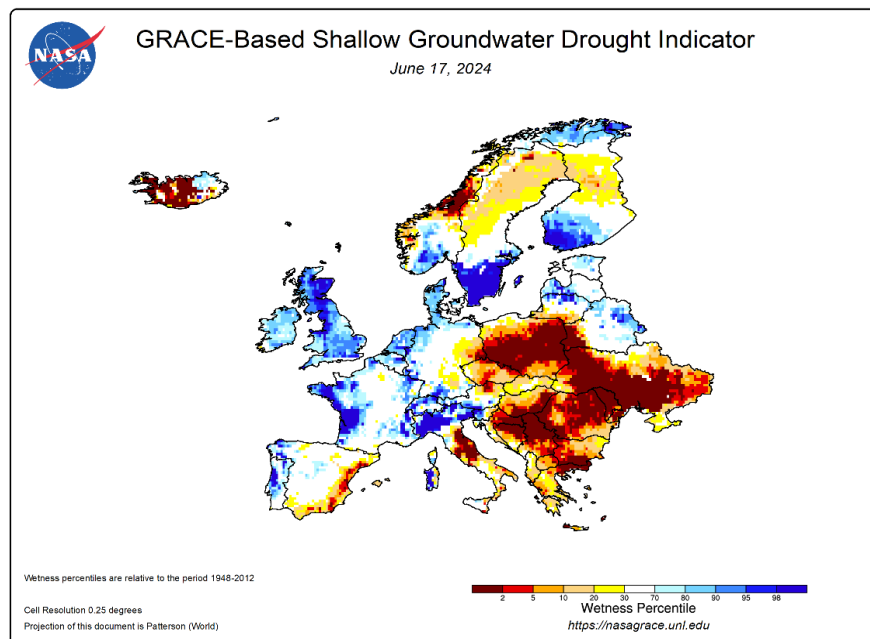 NASA
GRACE-Based Shallow Groundwater Drought Indicator
June 17, 2024
Wetness percentiles are relative to the period 1948-2012
Cell Resolution 0.25 degrees
Projection of this document is Patterson (World)
2 5 10 20 30 70 80 90 95 98
Wetness Percentile
https://nasagrace.unl.edu